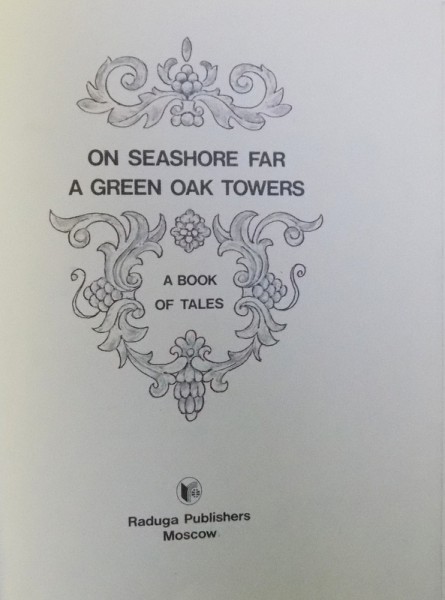 ON SEASHORE FAR
A GREEN OAK TOWERS
A BOOK
OF TALES
Raduga Publishers
Moscow